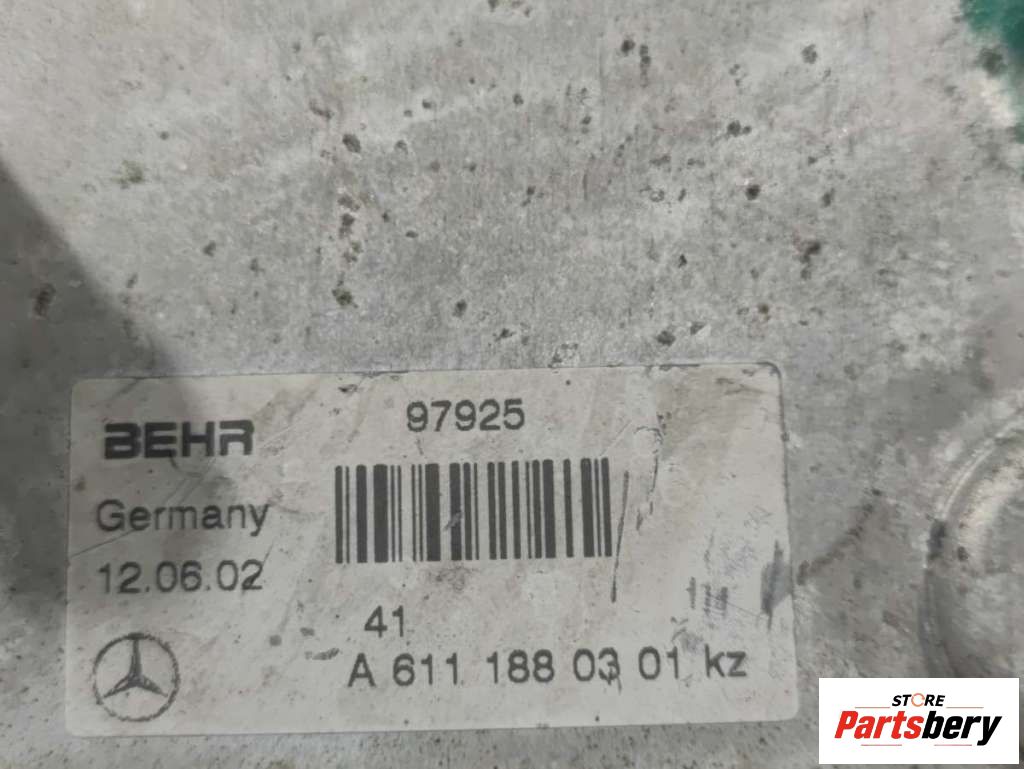 BEHR
97925
Germany
12.06.02
41
A 611 188 03 01 kz
STORE
Partsbery